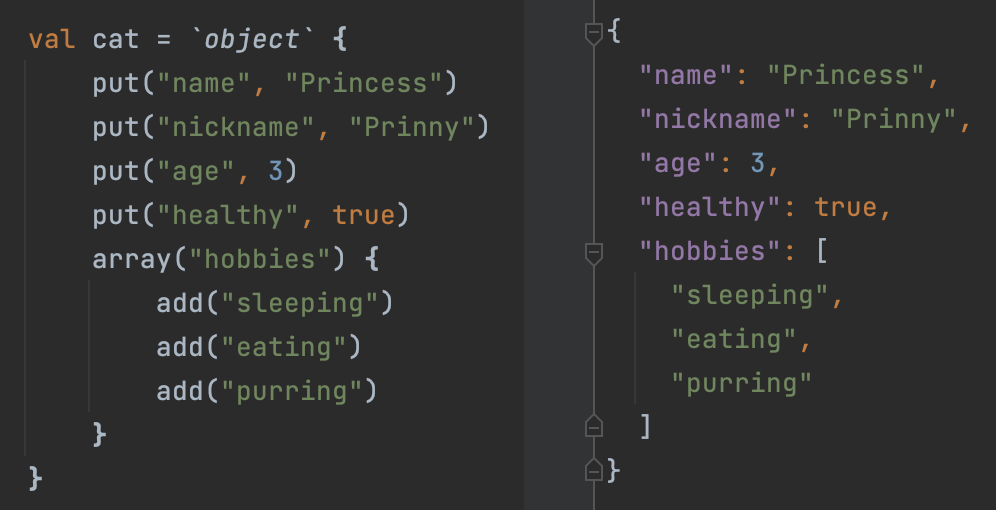 val cat = `object` {
    put("name", "Princess")
    put("nickname", "Prinny")
    put("age", 3)
    put("healthy", true)
    array("hobbies") {
        add("sleeping")
        add("eating")
        add("purring")
    }
}
{
  "name": "Princess",
  "nickname": "Prinny",
  "age": 3,
  "healthy": true,
  "hobbies": [
    "sleeping",
    "eating",
    "purring"
  ]
}